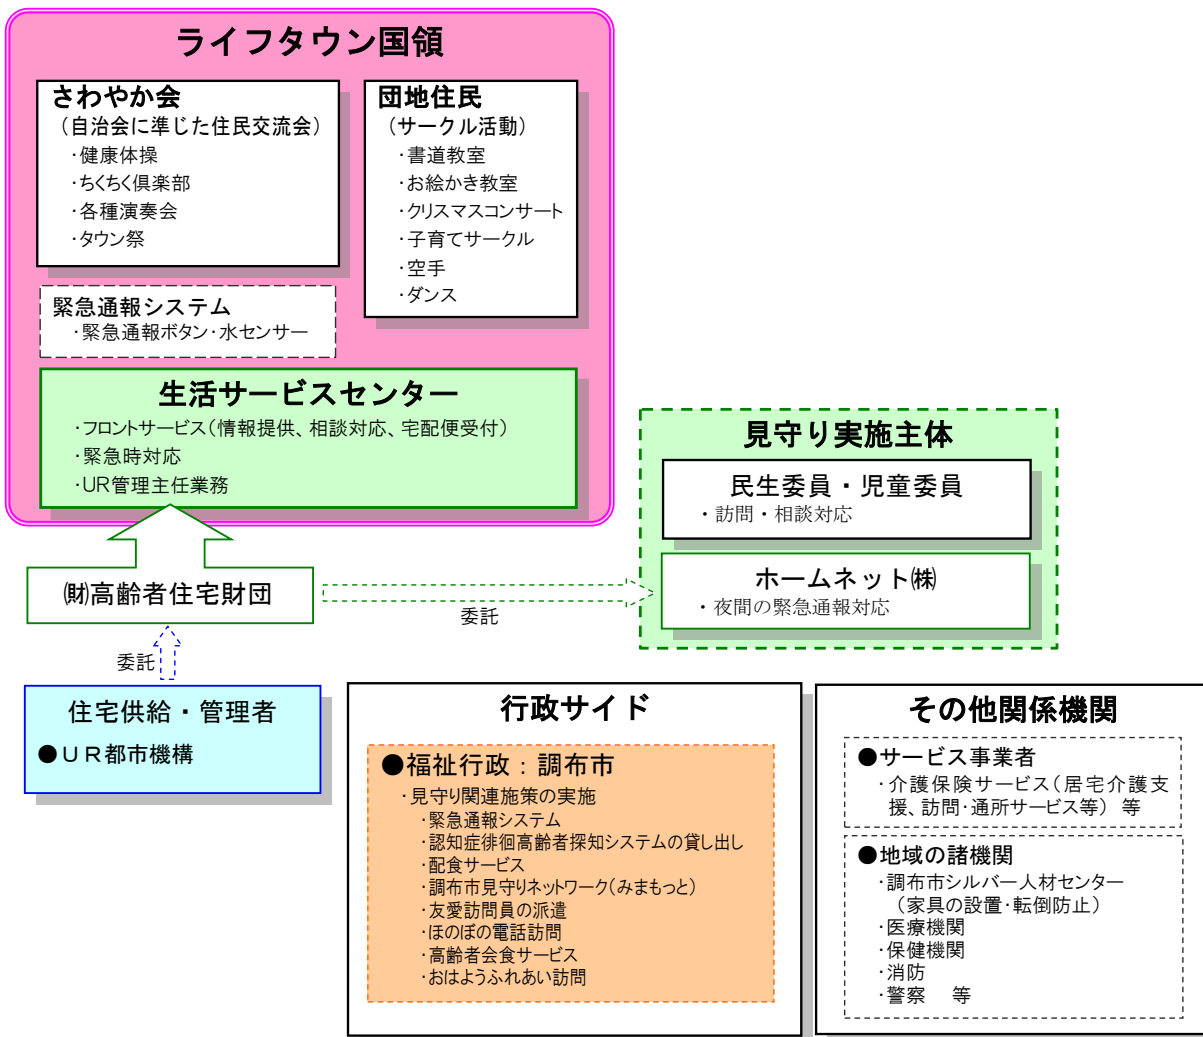 ライフタウン国領
さわやか会
（自治会に準じた住民交流会）
・健康体操
・ちくちく倶楽部
・各種演奏会
・タウン祭
団地住民
（サークル活動）
・書道教室
・お絵かき教室
・クリスマスコンサート
・子育てサークル
・空手
・ダンス
緊急通報システム
・緊急通報ボタン・水センサー
生活サービスセンター
・フロントサービス（情報提供、相談対応、宅配便受付）
・緊急時対応
・UR管理主任業務
見守り実施主体
民生委員・児童委員
・訪問・相談対応
ホームネット㈱
・夜間の緊急通報対応
㈶高齢者住宅財団
委託
委託
住宅供給・管理者
●ＵＲ都市機構
行政サイド
●福祉行政：調布市
・見守り関連施策の実施
・緊急通報システム
・認知症徘徊高齢者探知システムの貸し出し
・配食サービス
・調布市見守りネットワーク（みまもっと）
・友愛訪問員の派遣
・ほのぼの電話訪問
・高齢者会食サービス
・おはようふれあい訪問
その他関係機関
●サービス事業者
・介護保険サービス（居宅介護支
援、訪問・通所サービス等） 等
●地域の諸機関
・調布市シルバー人材センター
（家具の設置・転倒防止）
・医療機関
・保健機関
・消防
・警察　等